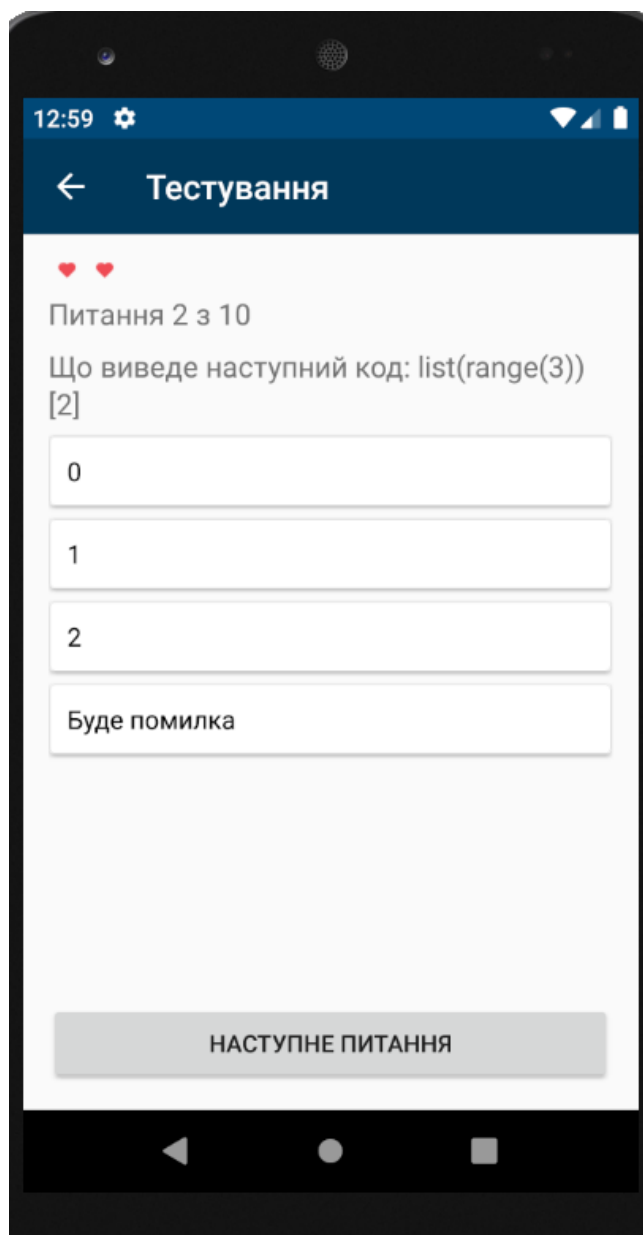 12:59
Тестування
Питання 2 з 10
Що виведе наступний код: list(range(3))
[2]
0
1
2
Буде помилка
НАСТУПНЕ ПИТАННЯ